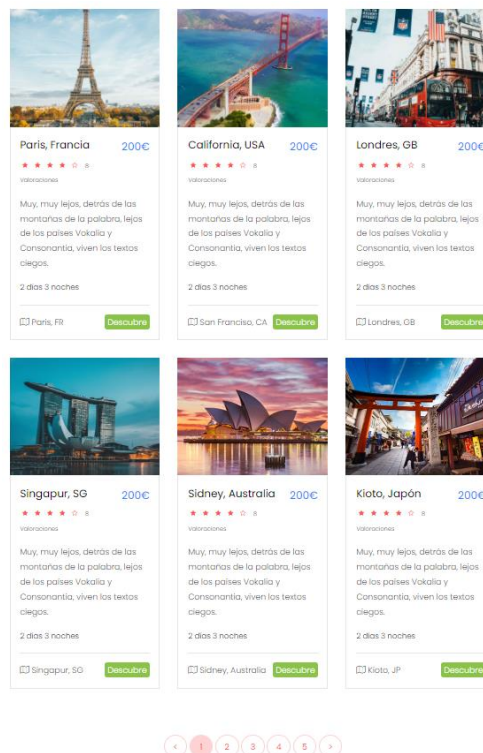 Paris, Francia 200€
8
Valoraciones
Muy, muy lejos, detrás de las
montañas de la palabra, lejos
de los países Vokalia y
Consonantia, viven los textos
ciegos.
2 días 3 noches
Paris, FR Descubre
California, USA 200€
8
Valoraciones
Muy, muy lejos, detrás de las
montañas de la palabra, lejos
de los países Vokalia y
Consonantia, viven los textos
ciegos.
2 días 3 noches
San Franciso, CA Descubre
Londres, GB 200€
8
Valoraciones
Muy, muy lejos, detrás de las
montañas de la palabra, lejos
de los países Vokalia y
Consonantia, viven los textos
ciegos.
2 días 3 noches
Londres, GB Descubre
Singapur, SG 200€
8
Valoraciones
Muy, muy lejos, detrás de las
montañas de la palabra, lejos
de los países Vokalia y
Consonantia, viven los textos
ciegos.
2 días 3 noches
Singapur, SG Descubre
Sidney, Australia 200€
8
Valoraciones
Muy, muy lejos, detrás de las
montañas de la palabra, lejos
de los países Vokalia y
Consonantia, viven los textos
ciegos.
2 días 3 noches
Sidney, Australia Descubre
Kioto, Japón 200€
8
Valoraciones
Muy, muy lejos, detrás de las
montañas de la palabra, lejos
de los países Vokalia y
Consonantia, viven los textos
ciegos.
2 días 3 noches
Kioto, JP Descubre
< 1 2 3 4 5 >